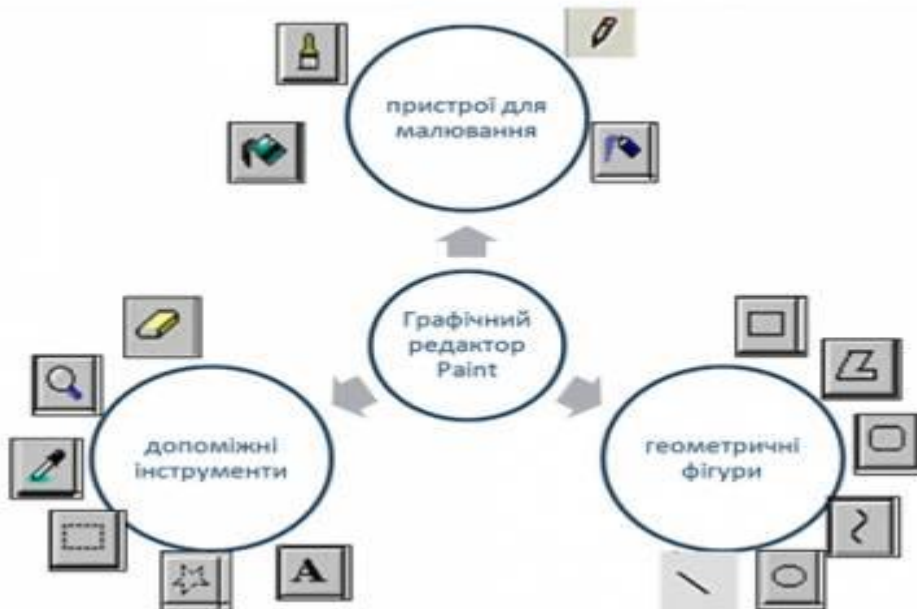 пристрої для
малювання
Графічний
редактор
Paint
допоміжні
інструменти
геометричні
фігури
A